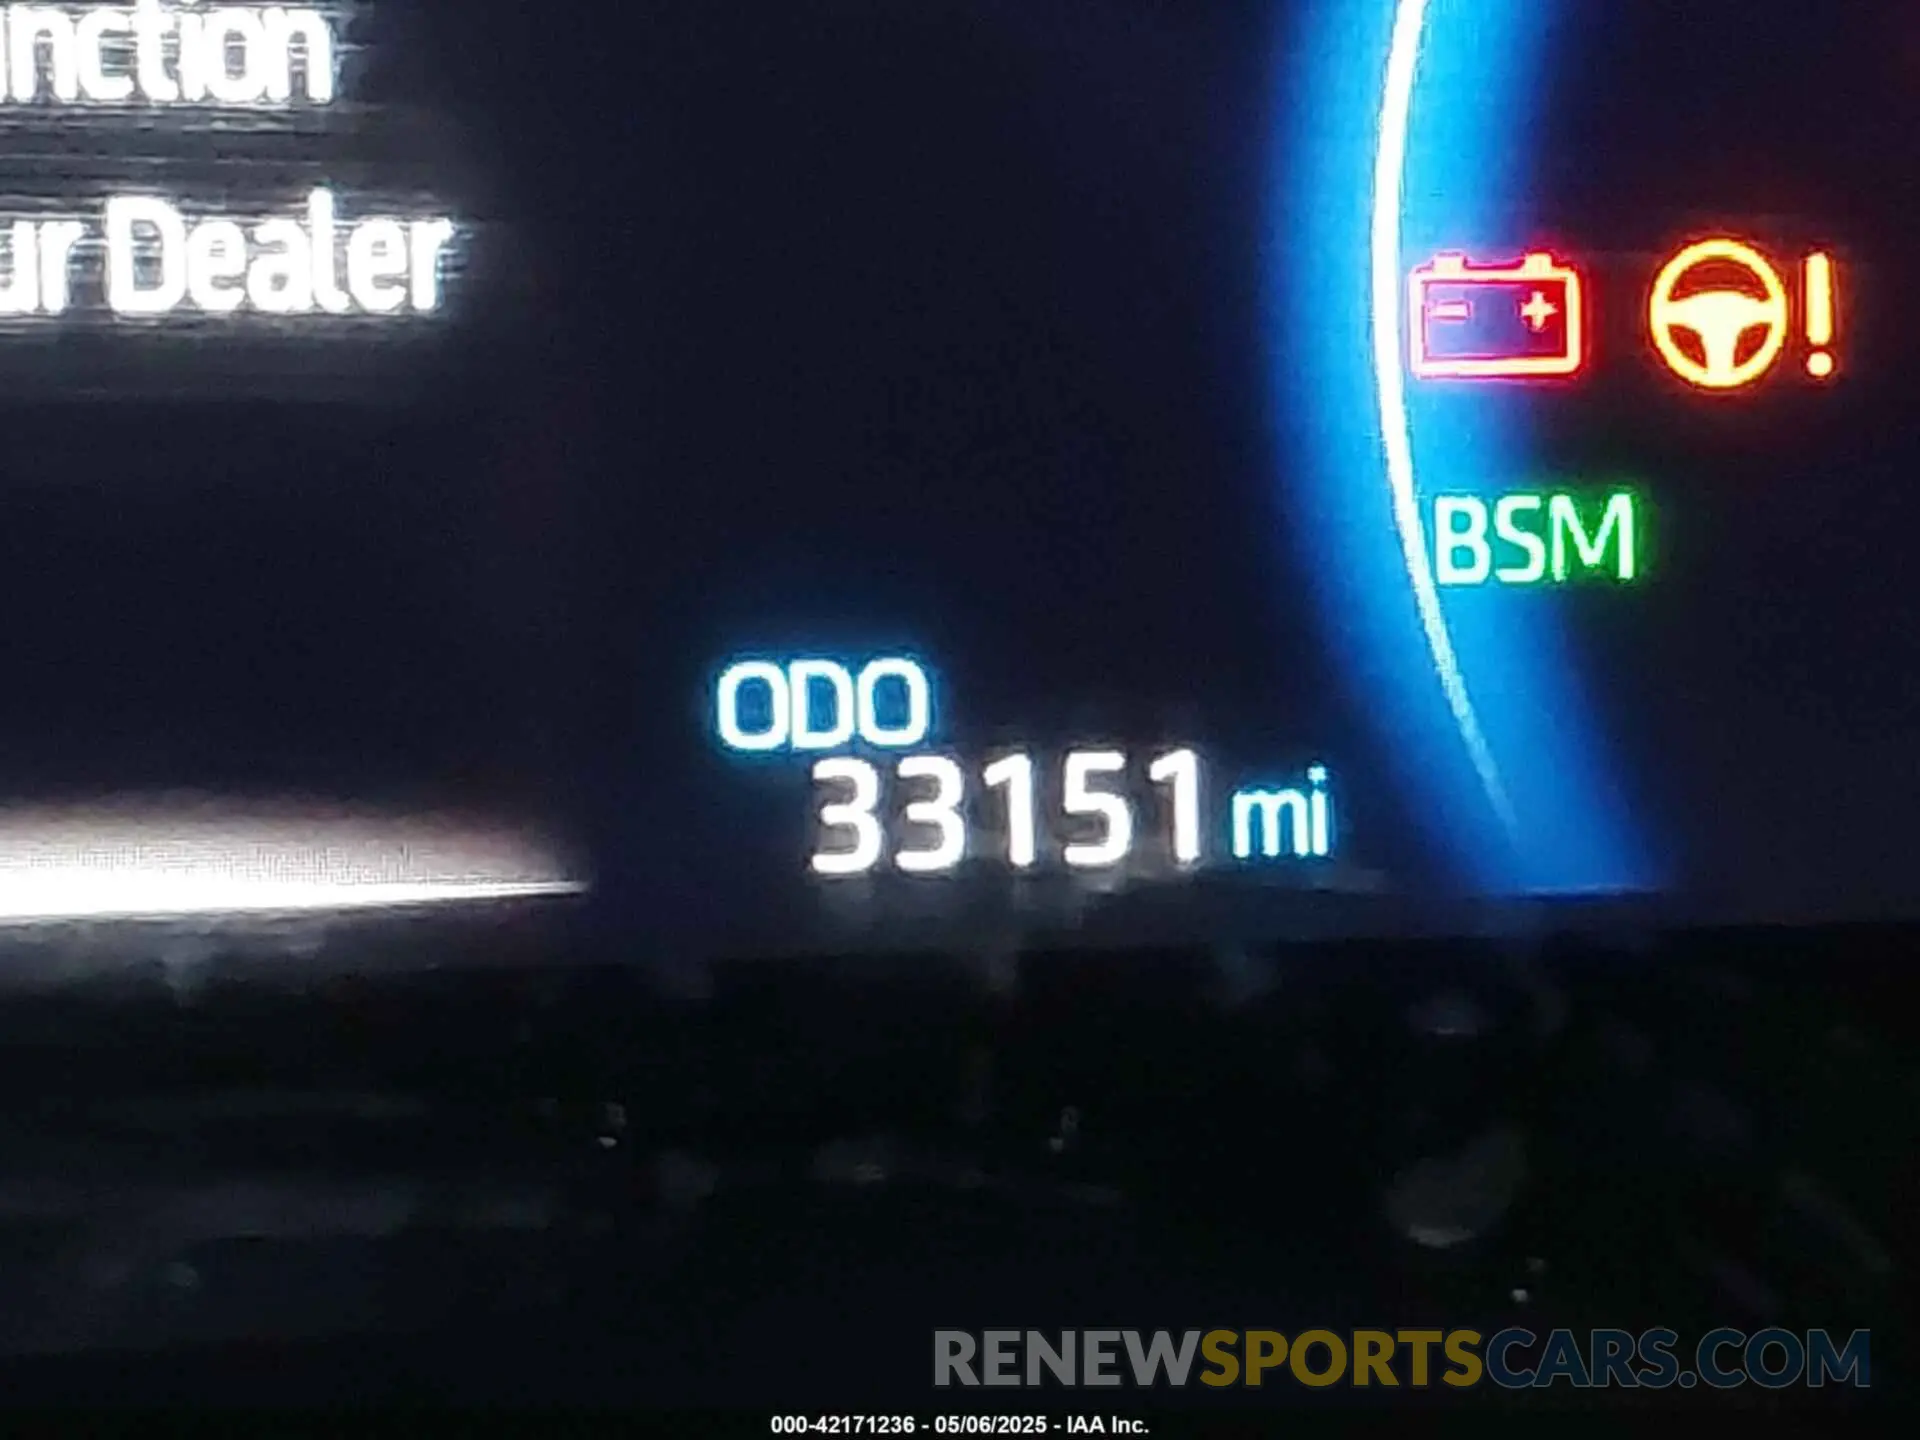 nction
ur Dealer
BSM
ODO
33151 mi
RENEWSPORTSCARS.COM
000-42171236 - 05/06/2025 - IAA Inc.